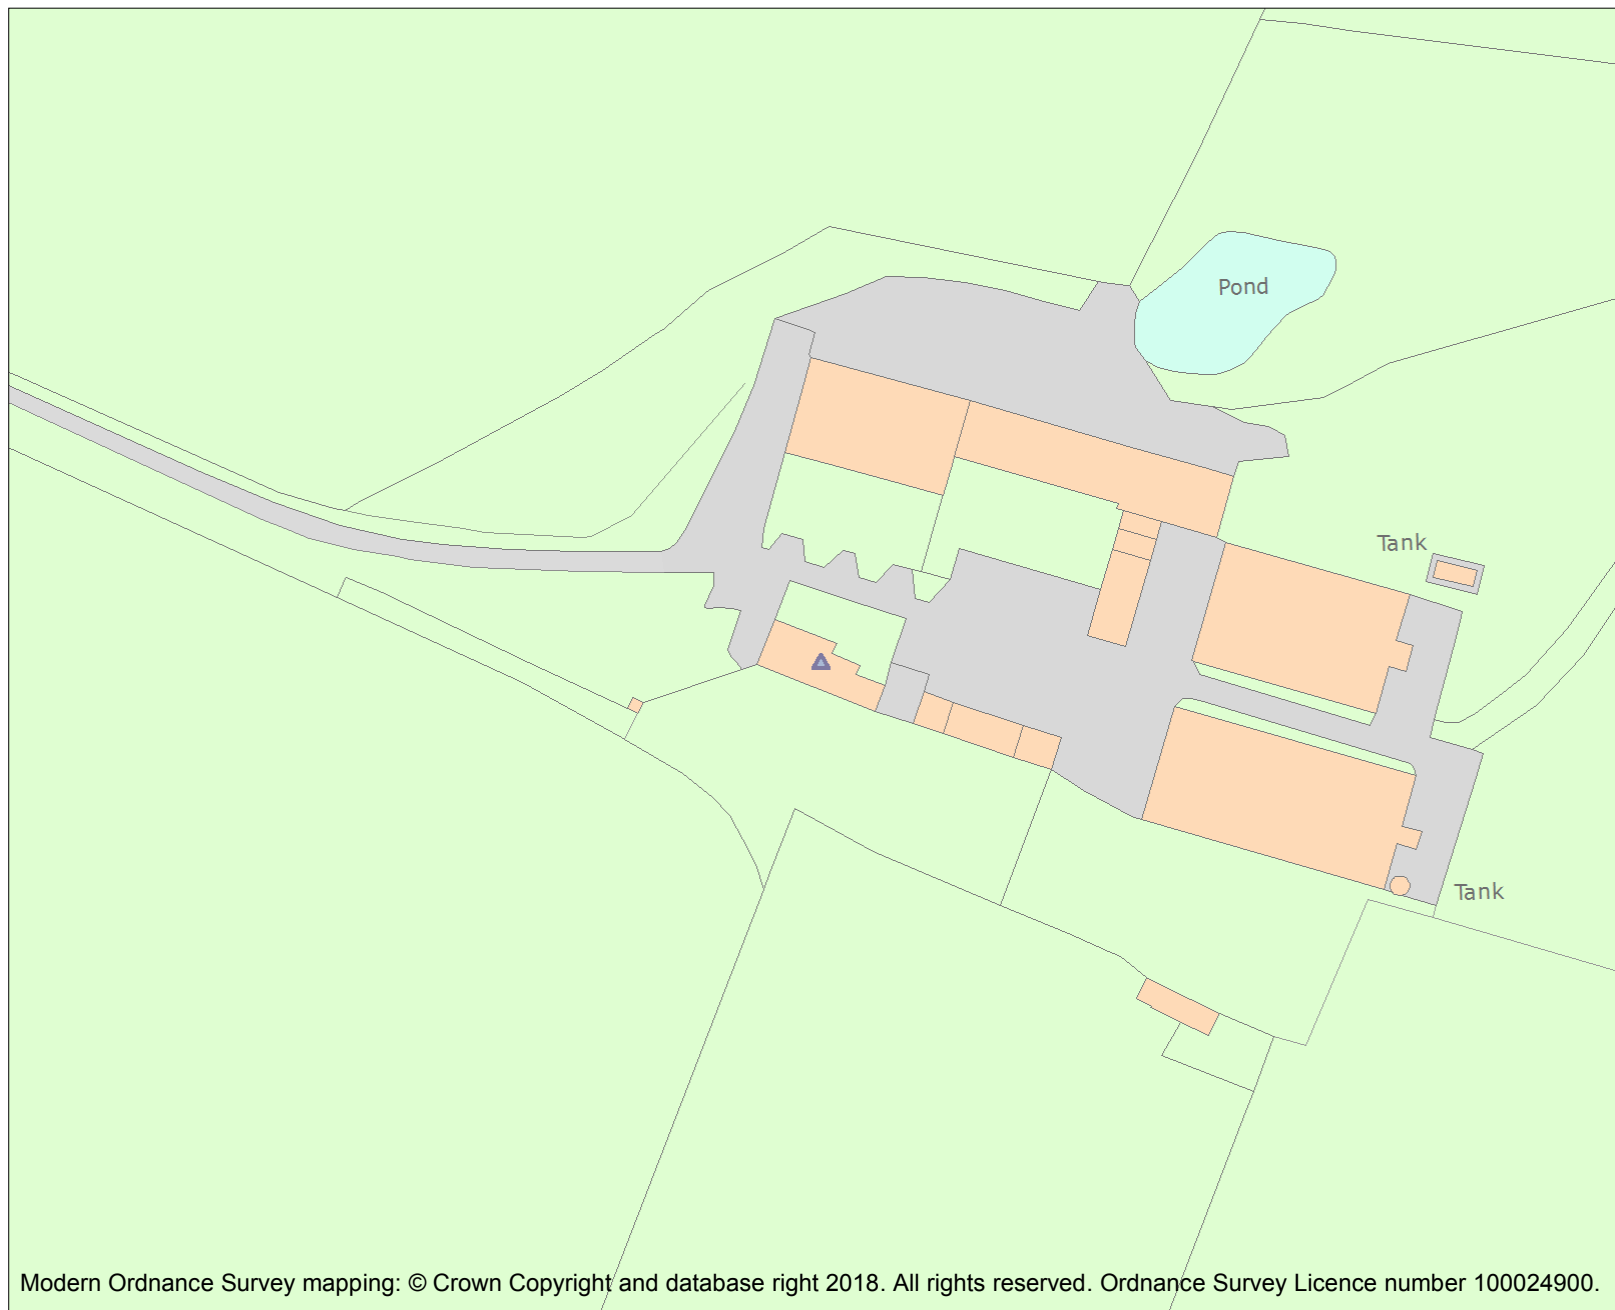 Pond
Tank
Tank
Modern Ordnance Survey mapping: © Crown Copyright and database right 2018. All rights reserved. Ordnance Survey Licence number 100024900.